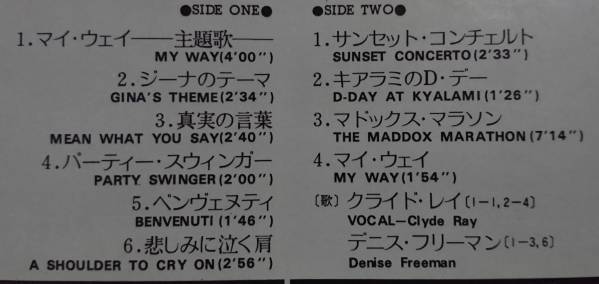 ●SIDE ONE●
1.マイ・ウェイ──主題歌──
MY WAY(4'00")
2.ジーナのテーマ
GINA'S THEME(2'34")
3.真実の言葉
MEAN WHAT YOU SAY(2'40")
4.パーティー・スウィンガー
PARTY SWINGER(2'00")
5.ベンヴェヌティ
BENVENUTI(1'46")
6.悲しみに泣く肩
A SHOULDER TO CRY ON(2'56")
●SIDE TWO●
1.サンセット・コンチェルト
SUNSET CONCERTO(2'33")
2.キアラミのD・デー
D-DAY AT KYALAMI(1'26")
3.マドックス・マラソン
THE MADDOX MARATHON(7'14")
4.マイ・ウェイ
MY WAY(1'54")
〔歌〕クライド・レイ〔1-1,2-4〕
VOCAL—Clyde Ray
デニス・フリーマン〔1-3,6〕
Denise Freeman